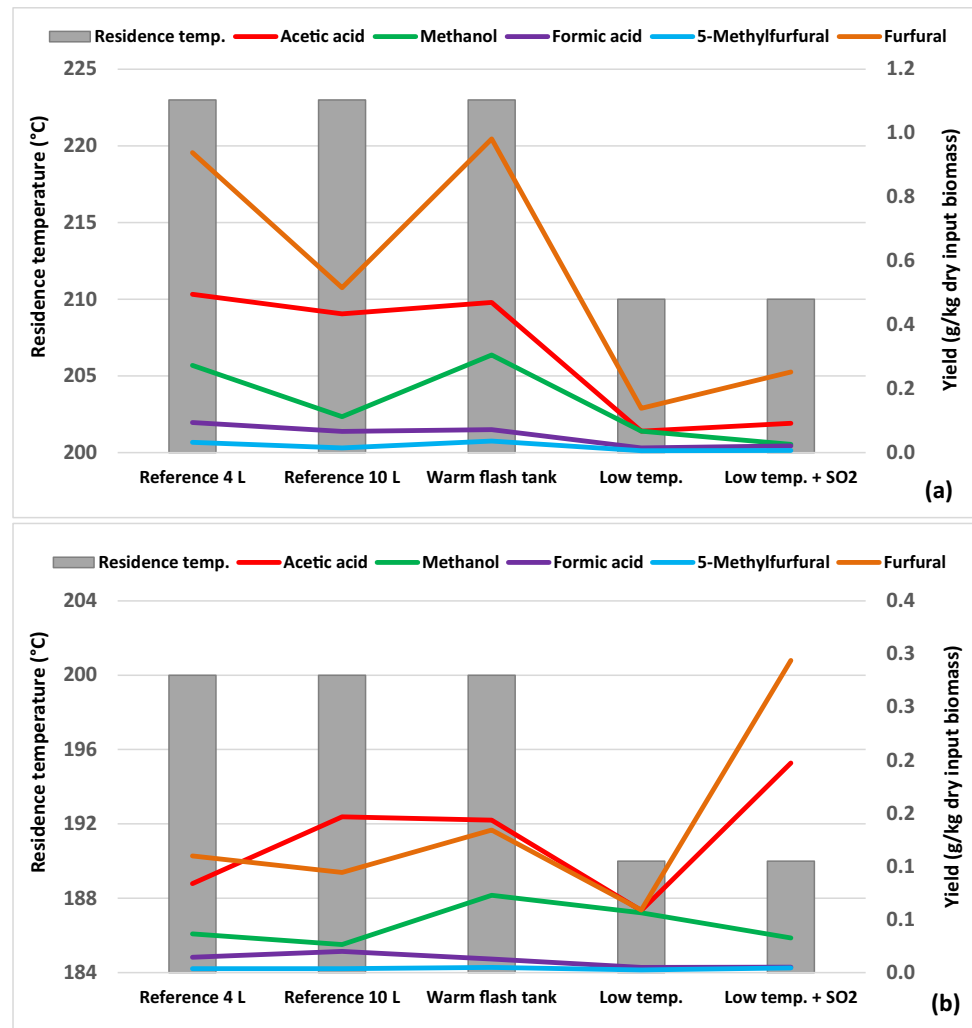 Residence temp. Acetic acid Methanol Formic acid 5-Methylfurfural Furfural
225 1.2
220 1.0
0.8
215
0.6
210
0.4
205
0.2
200 0.0
Residence temperature (°C)
Yield (g/kg dry input biomass)
Reference 4 L Reference 10 L Warm flash tank Low temp. Low temp. + SO2
(a)
Residence temp. Acetic acid Methanol Formic acid 5-Methylfurfural Furfural
204 0.4
0.3
200
0.3
196
0.2
192
0.2
0.1
188
0.1
184 0.0
Residence temperature (°C)
Yield (g/kg dry input biomass)
Reference 4 L Reference 10 L Warm flash tank Low temp. Low temp. + SO2
(b)